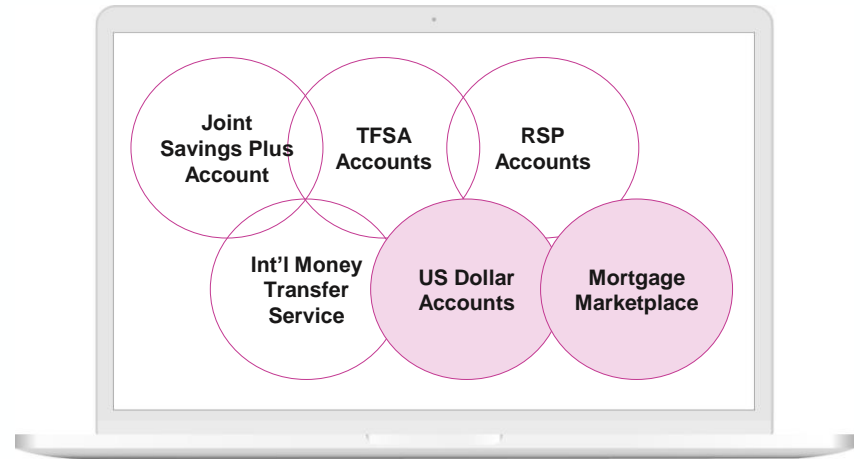 Joint
Savings Plus
Account
TFSA
Accounts
RSP
Accounts
Int’l Money
Transfer
Service
US Dollar
Accounts
Mortgage
Marketplace